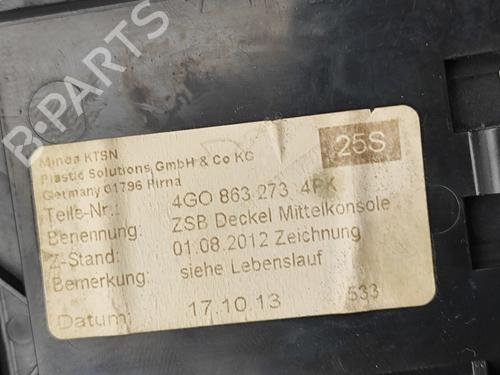 B-PARTS
Minda KTSN
Plastic Solutions GmbH & Co KG
Germany 01796 Pirna
25S
Teile-Nr.: 4GO 863 273 4PK
Benennung: ZSB Deckel Mittelkonsole
Z-Stand: 01.08.2012 Zeichnung
Bemerkung: siehe Lebenslauf
Datum: 17.10.13 533